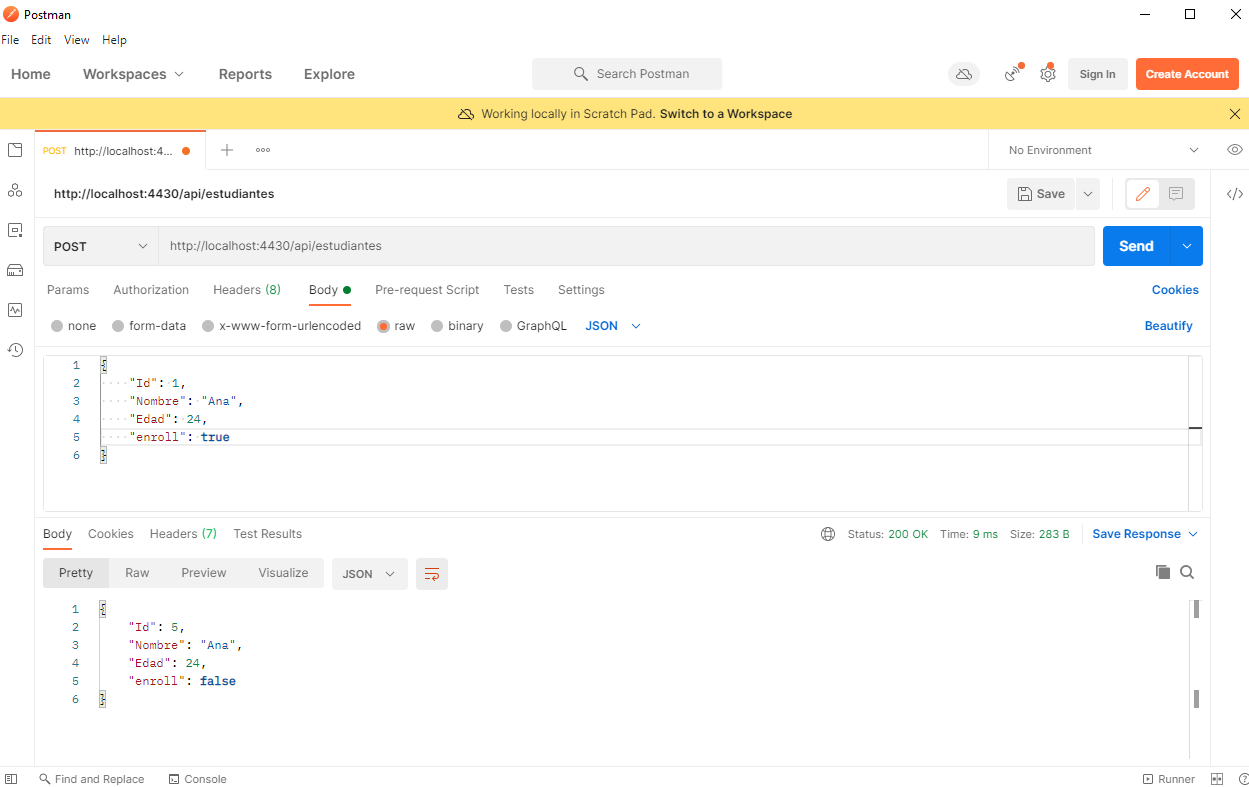 Postman
File Edit View Help
Home Workspaces Reports Explore Search Postman Sign In Create Account
Working locally in Scratch Pad. Switch to a Workspace
POST http://localhost:4... No Environment
http://localhost:4430/api/estudiantes Save
POST http://localhost:4430/api/estudiantes Send
Params Authorization Headers (8) Body Pre-request Script Tests Settings Cookies
none form-data x-www-form-urlencoded raw binary GraphQL JSON Beautify
1 {
2 "Id": 1,
3 "Nombre": "Ana",
4 "Edad": 24,
5 "enroll": true
6 }
Body Cookies Headers (7) Test Results Status: 200 OK Time: 9 ms Size: 283 B Save Response
Pretty Raw Preview Visualize JSON
1 {
2 "Id": 5,
3 "Nombre": "Ana",
4 "Edad": 24,
5 "enroll": false
6 }
Find and Replace Console Runner